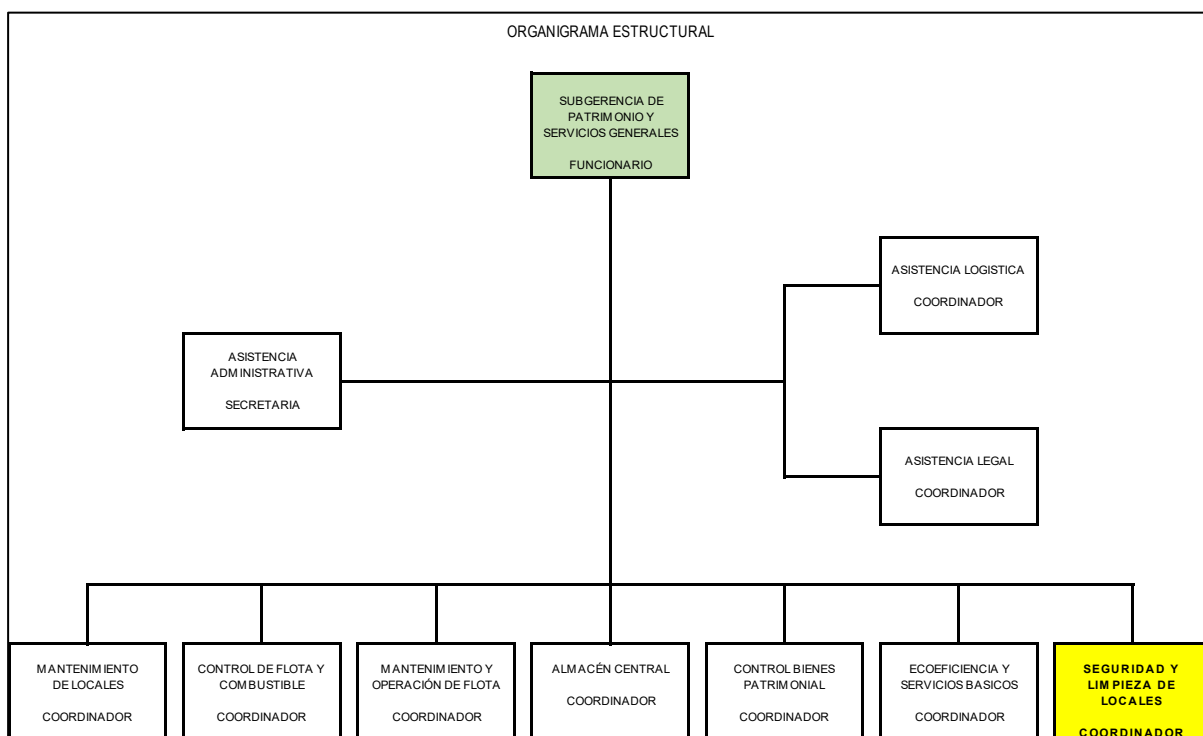 ORGANIGRAMA ESTRUCTURAL
SUBGERENCIA DE
PATRIMONIO Y
SERVICIOS GENERALES
FUNCIONARIO
ASISTENCIA LOGISTICA
COORDINADOR
ASISTENCIA
ADMINISTRATIVA
SECRETARIA
ASISTENCIA LEGAL
COORDINADOR
MANTENIMIENTO
DE LOCALES
COORDINADOR
CONTROL DE FLOTA Y
COMBUSTIBLE
COORDINADOR
MANTENIMIENTO Y
OPERACIÓN DE FLOTA
COORDINADOR
ALMACÉN CENTRAL
COORDINADOR
CONTROL BIENES
PATRIMONIAL
COORDINADOR
ECOEFICIENCIA Y
SERVICIOS BASICOS
COORDINADOR
SEGURIDAD Y
LIMPIEZA DE
LOCALES
COORDINADOR